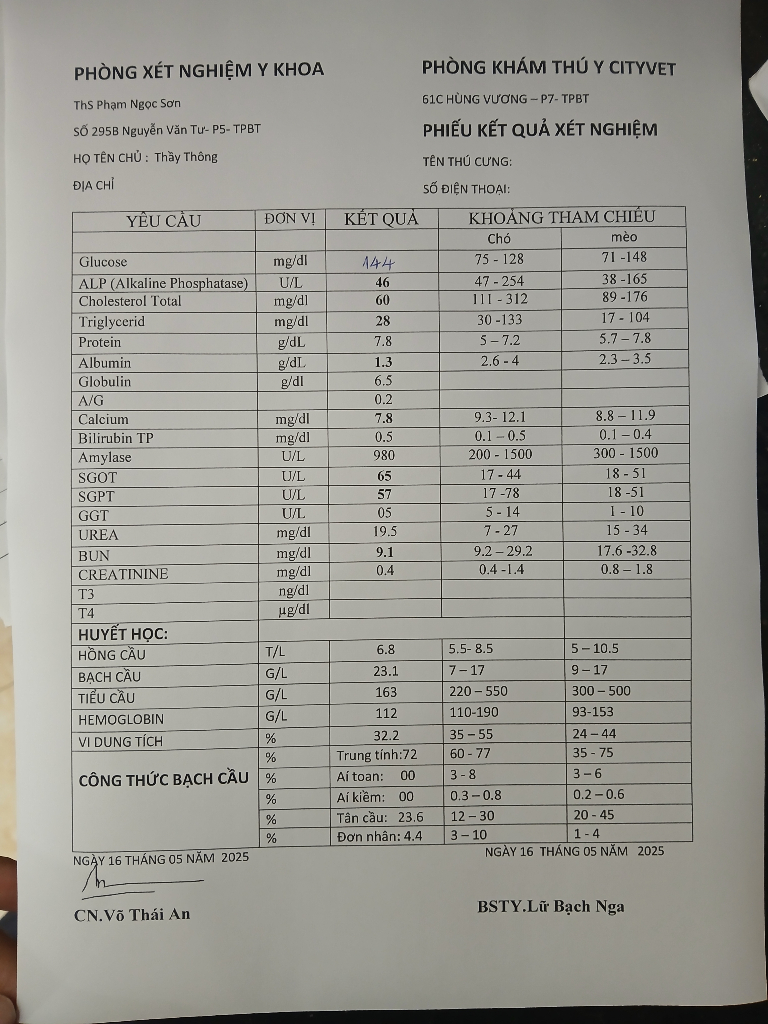 PHÒNG XÉT NGHIỆM Y KHOA
ThS Phạm Ngọc Sơn
SỐ 295B Nguyễn Văn Tư- P5- TPBT
HỌ TÊN CHỦ : Thầy Thông
ĐỊA CHỈ
PHÒNG KHÁM THÚ Y CITYVET
61C HÙNG VƯƠNG – P7- TPBT
PHIẾU KẾT QUẢ XÉT NGHIỆM
TÊN THÚ CƯNG:
SỐ ĐIỆN THOẠI:
YÊU CẦU ĐƠN VỊ KẾT QUẢ KHOẢNG THAM CHIẾU
Chó mèo
Glucose mg/dl 144 75 - 128 71 -148
ALP (Alkaline Phosphatase) U/L 46 47 - 254 38 -165
Cholesterol Total mg/dl 60 111 - 312 89 -176
Triglycerid mg/dl 28 30 -133 17 - 104
Protein g/dL 7.8 5 – 7.2 5.7 – 7.8
Albumin g/dL 1.3 2.6 - 4 2.3 – 3.5
Globulin g/dl 6.5
A/G 0.2
Calcium mg/dl 7.8 9.3- 12.1 8.8 – 11.9
Bilirubin TP mg/dl 0.5 0.1 – 0.5 0.1 – 0.4
Amylase U/L 980 200 - 1500 300 - 1500
SGOT U/L 65 17 - 44 18 - 51
SGPT U/L 57 17 -78 18 -51
GGT U/L 05 5 - 14 1 - 10
UREA mg/dl 19.5 7 - 27 15 - 34
BUN mg/dl 9.1 9.2 – 29.2 17.6 -32.8
CREATININE mg/dl 0.4 0.4 -1.4 0.8 – 1.8
T3 ng/dl
T4 µg/dl
HUYẾT HỌC:
HỒNG CẦU T/L 6.8 5.5- 8.5 5 – 10.5
BẠCH CẦU G/L 23.1 7 – 17 9 – 17
TIỂU CẦU G/L 163 220 – 550 300 – 500
HEMOGLOBIN G/L 112 110-190 93-153
VI DUNG TÍCH % 32.2 35 – 55 24 – 44
CÔNG THỨC BẠCH CẦU % Trung tính:72 60 - 77 35 - 75
% Aí toan: 00 3 - 8 3 – 6
% Aí kiềm: 00 0.3 – 0.8 0.2 – 0.6
% Tân cầu: 23.6 12 – 30 20 - 45
% Đơn nhân: 4.4 3 – 10 1 - 4
NGÀY 16 THÁNG 05 NĂM 2025
CN.Võ Thái An
NGÀY 16 THÁNG 05 NĂM 2025
BSTY.Lữ Bạch Nga